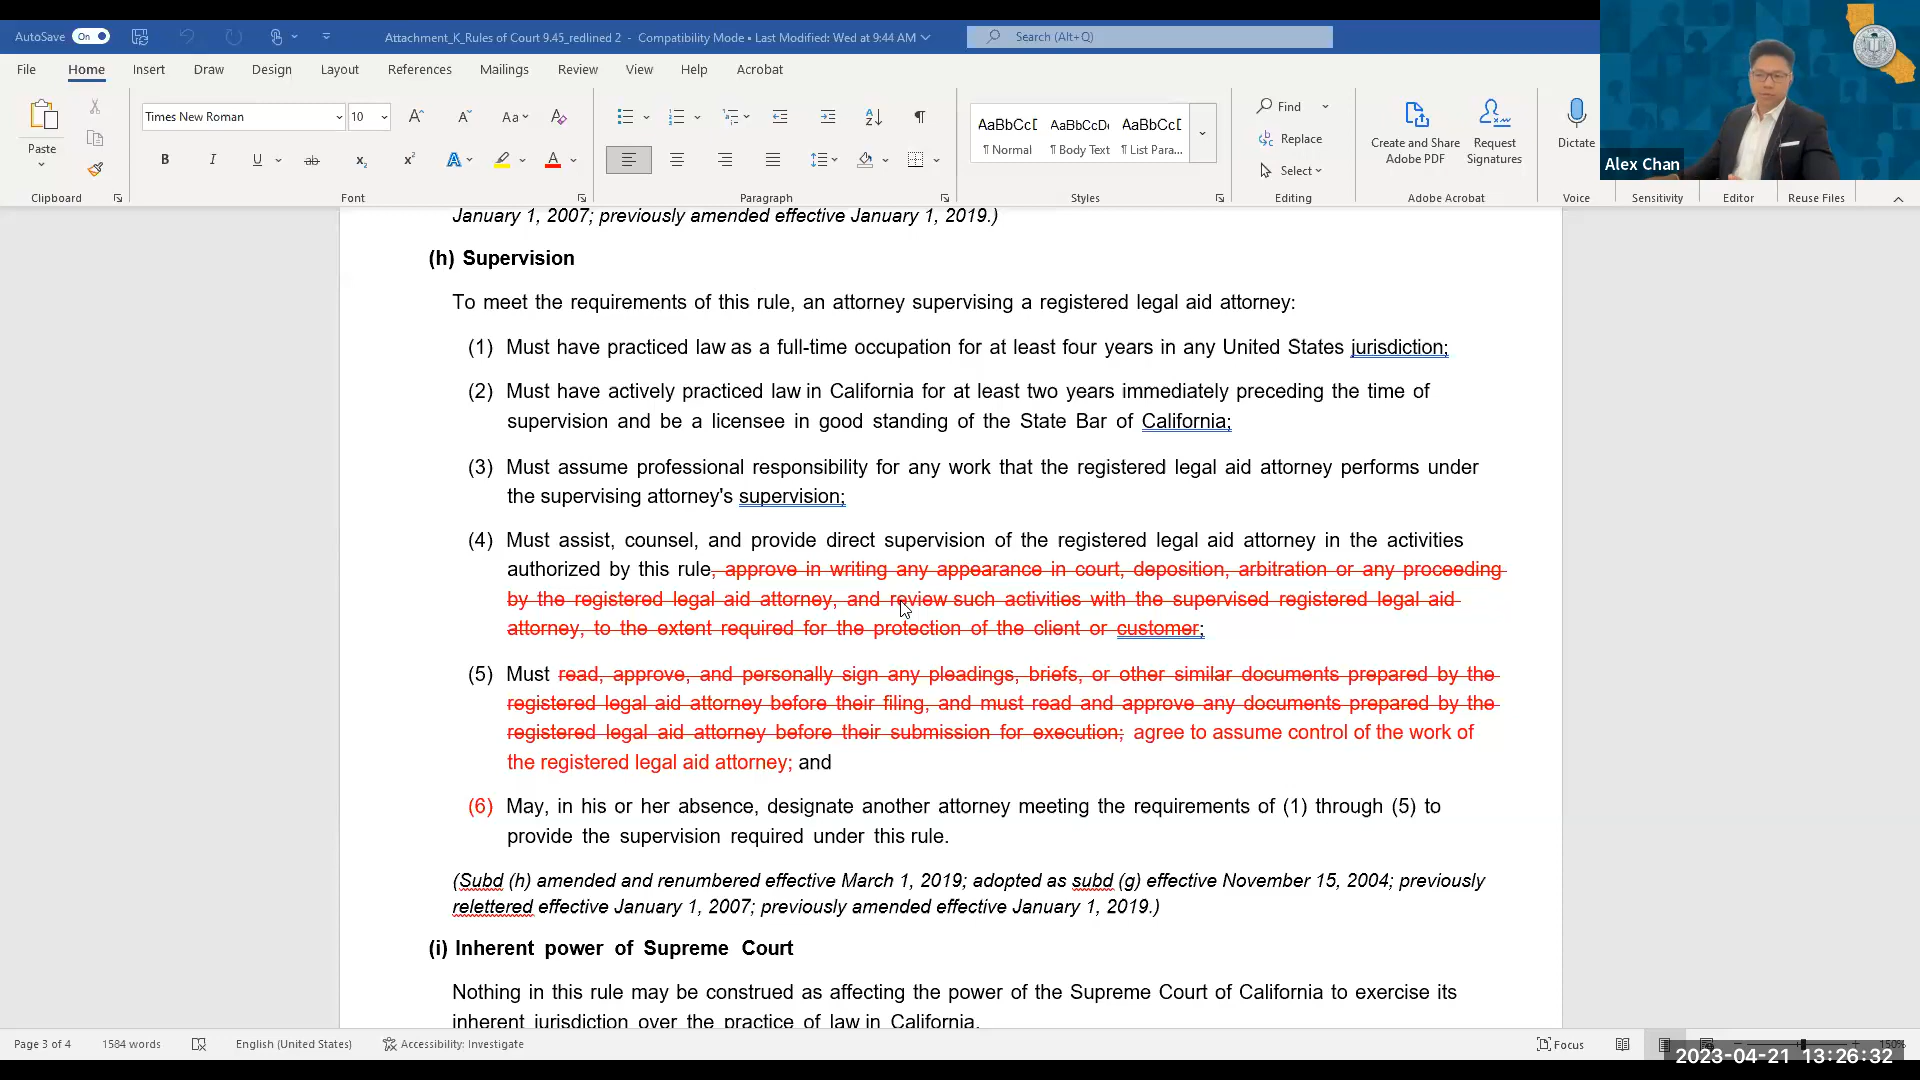 AutoSave On Attachment_K_Rules of Court 9.45_redlined 2 - Compatibility Mode • Last Modified: Wed at 9:44 AM Search (Alt+Q)
File Home Insert Draw Design Layout References Mailings Review View Help Acrobat
Times New Roman 10 Aa A
Paste
B I U ab x₂ x² A A
AaBbCcD AaBbCcDc AaBbCcD
¶ Normal ¶ Body Text ¶ List Para...
Find
Replace
Select
Create and Share Adobe PDF
Request Signatures
Dictate
Alex Chan
Clipboard Font Paragraph Styles Editing Adobe Acrobat Voice Sensitivity Editor Reuse Files
January 1, 2007; previously amended effective January 1, 2019.)
(h) Supervision
To meet the requirements of this rule, an attorney supervising a registered legal aid attorney:
(1) Must have practiced law as a full-time occupation for at least four years in any United States jurisdiction;
(2) Must have actively practiced law in California for at least two years immediately preceding the time of
supervision and be a licensee in good standing of the State Bar of California;
(3) Must assume professional responsibility for any work that the registered legal aid attorney performs under
the supervising attorney's supervision;
(4) Must assist, counsel, and provide direct supervision of the registered legal aid attorney in the activities
authorized by this rule, approve in writing any appearance in court, deposition, arbitration or any proceeding
by the registered legal aid attorney, and review such activities with the supervised registered legal aid
attorney, to the extent required for the protection of the client or customer;
(5) Must read, approve, and personally sign any pleadings, briefs, or other similar documents prepared by the
registered legal aid attorney before their filing, and must read and approve any documents prepared by the
registered legal aid attorney before their submission for execution; agree to assume control of the work of
the registered legal aid attorney; and
(6) May, in his or her absence, designate another attorney meeting the requirements of (1) through (5) to
provide the supervision required under this rule.
(Subd (h) amended and renumbered effective March 1, 2019; adopted as subd (g) effective November 15, 2004; previously
relettered effective January 1, 2007; previously amended effective January 1, 2019.)
(i) Inherent power of Supreme Court
Nothing in this rule may be construed as affecting the power of the Supreme Court of California to exercise its
inherent jurisdiction over the practice of law in California.
Page 3 of 4 1584 words English (United States) Accessibility: Investigate Focus 150%
2023-04-21 13:26:32